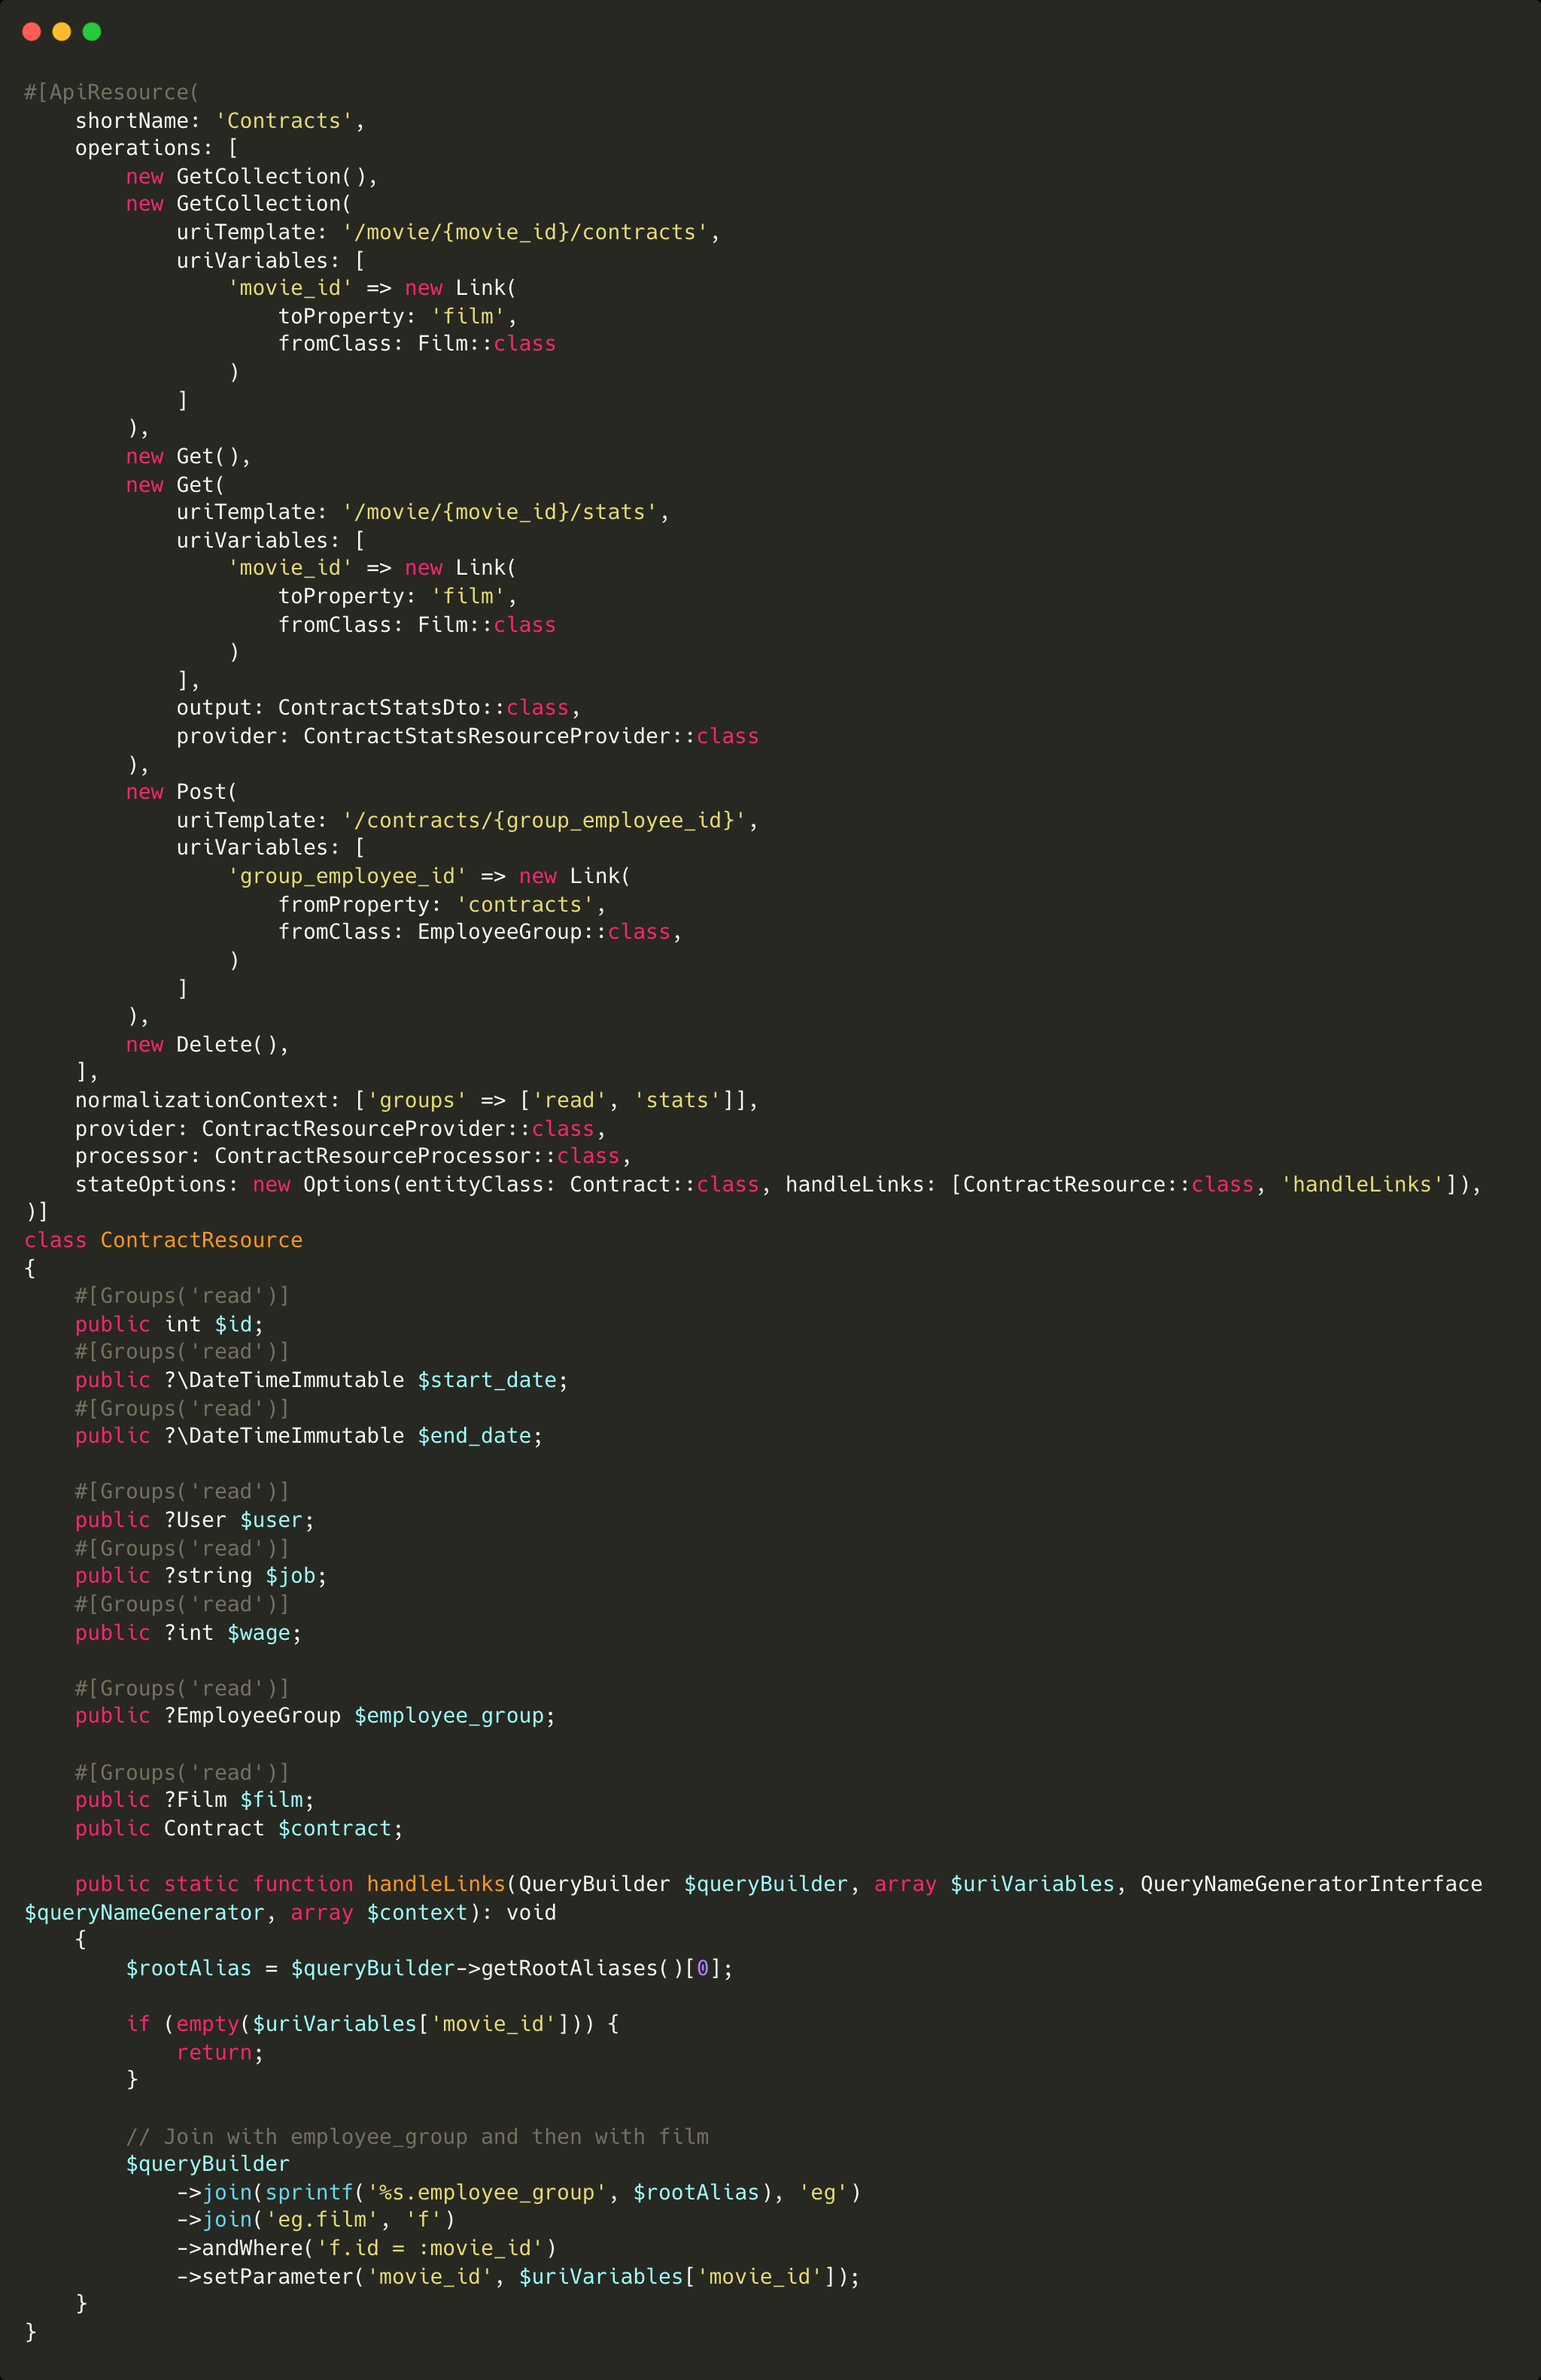 #[ApiResource(
    shortName: 'Contracts',
    operations: [
        new GetCollection(),
        new GetCollection(
            uriTemplate: '/movie/{movie_id}/contracts',
            uriVariables: [
                'movie_id' => new Link(
                    toProperty: 'film',
                    fromClass: Film::class
                )
            ]
        ),
        new Get(),
        new Get(
            uriTemplate: '/movie/{movie_id}/stats',
            uriVariables: [
                'movie_id' => new Link(
                    toProperty: 'film',
                    fromClass: Film::class
                )
            ],
            output: ContractStatsDto::class,
            provider: ContractStatsResourceProvider::class
        ),
        new Post(
            uriTemplate: '/contracts/{group_employee_id}',
            uriVariables: [
                'group_employee_id' => new Link(
                    fromProperty: 'contracts',
                    fromClass: EmployeeGroup::class,
                )
            ]
        ),
        new Delete(),
    ],
    normalizationContext: ['groups' => ['read', 'stats']],
    provider: ContractResourceProvider::class,
    processor: ContractResourceProcessor::class,
    stateOptions: new Options(entityClass: Contract::class, handleLinks: [ContractResource::class, 'handleLinks']),
)]
class ContractResource
{
    #[Groups('read')]
    public int $id;
    #[Groups('read')]
    public ?\DateTimeImmutable $start_date;
    #[Groups('read')]
    public ?\DateTimeImmutable $end_date;

    #[Groups('read')]
    public ?User $user;
    #[Groups('read')]
    public ?string $job;
    #[Groups('read')]
    public ?int $wage;

    #[Groups('read')]
    public ?EmployeeGroup $employee_group;

    #[Groups('read')]
    public ?Film $film;
    public Contract $contract;

    public static function handleLinks(QueryBuilder $queryBuilder, array $uriVariables, QueryNameGeneratorInterface
$queryNameGenerator, array $context): void
    {
        $rootAlias = $queryBuilder->getRootAliases()[0];

        if (empty($uriVariables['movie_id'])) {
            return;
        }

        // Join with employee_group and then with film
        $queryBuilder
            ->join(sprintf('%s.employee_group', $rootAlias), 'eg')
            ->join('eg.film', 'f')
            ->andWhere('f.id = :movie_id')
            ->setParameter('movie_id', $uriVariables['movie_id']);
    }
}